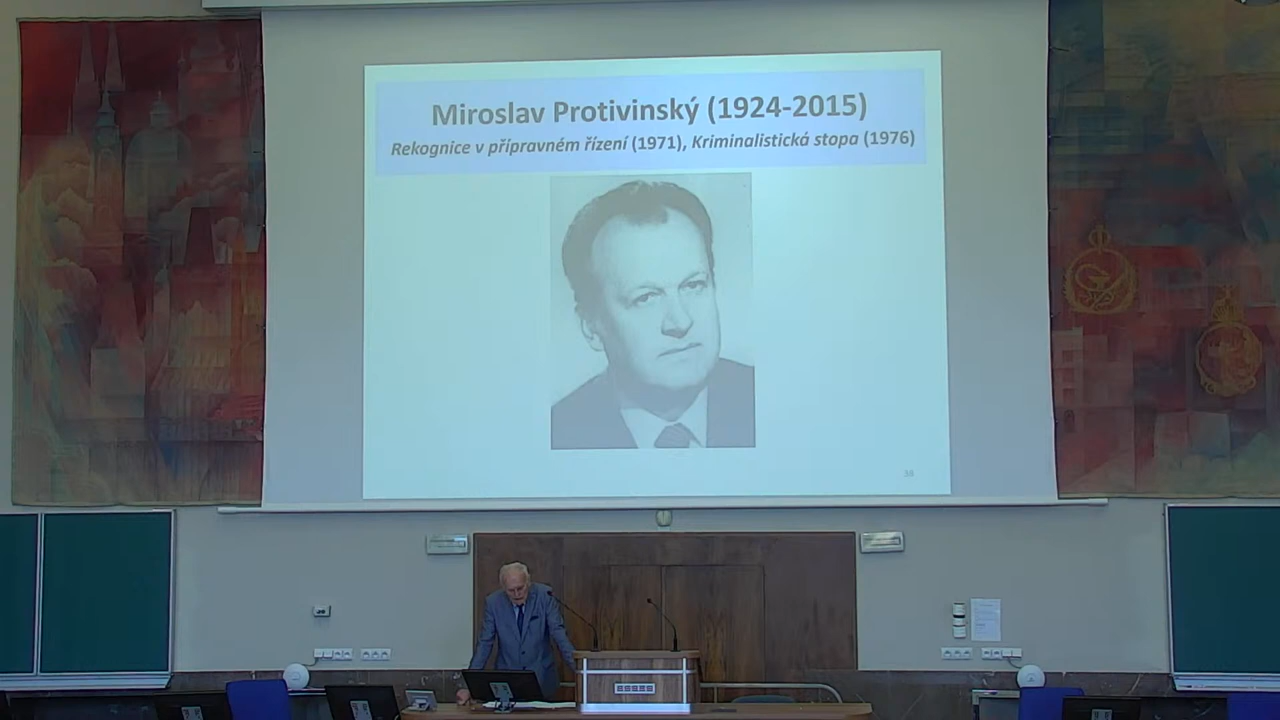 Miroslav Protivinský (1924-2015)
Rekognice v přípravném řízení (1971), Kriminalistická stopa (1976)